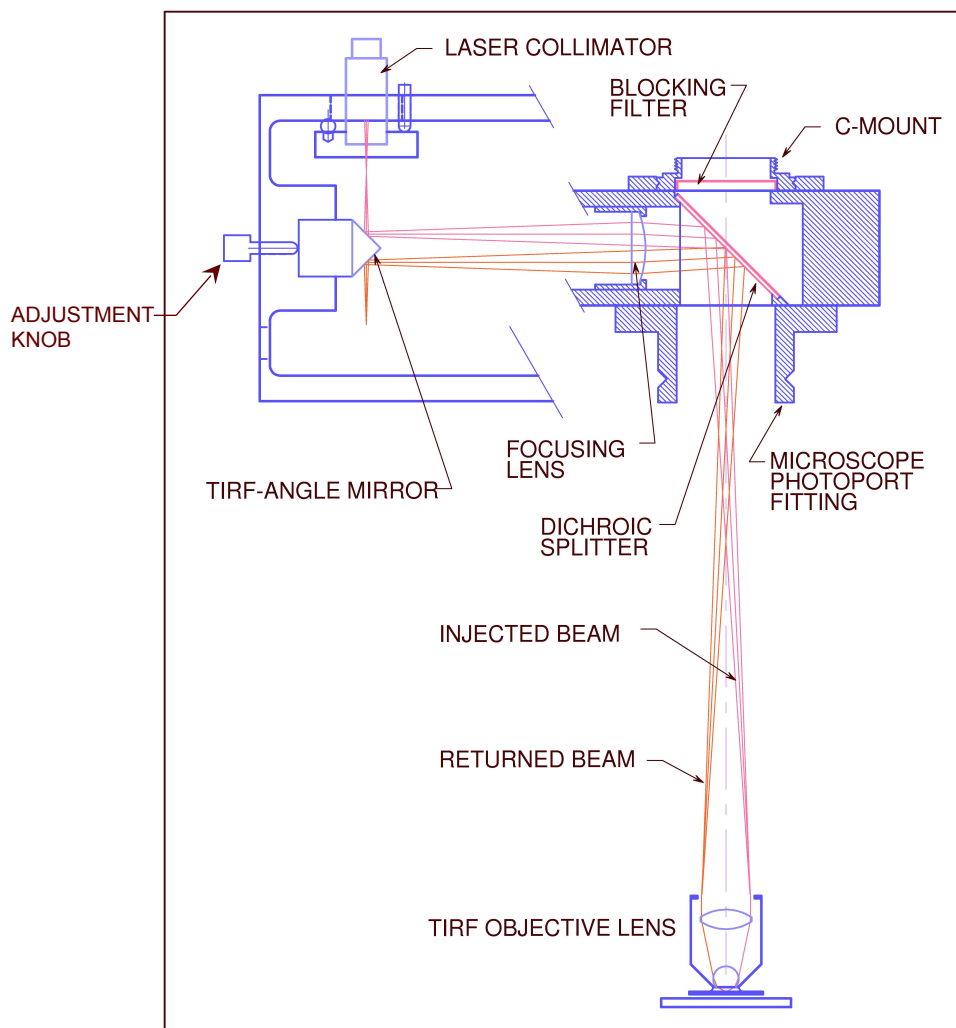 LASER COLLIMATOR
BLOCKING
FILTER
C-MOUNT
ADJUSTMENT
KNOB
FOCUSING
LENS
MICROSCOPE
PHOTOPORT
FITTING
TIRF-ANGLE MIRROR
DICHROIC
SPLITTER
INJECTED BEAM
RETURNED BEAM
TIRF OBJECTIVE LENS